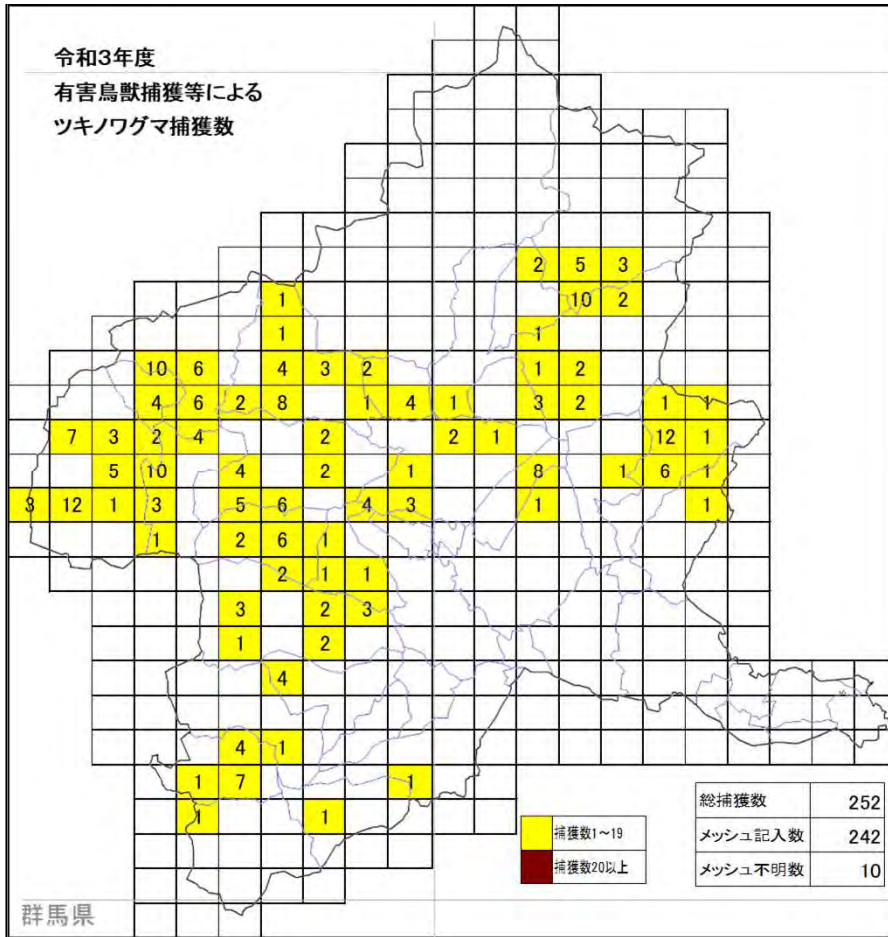 令和3年度
有害鳥獣捕獲等による
ツキノワグマ捕獲数
2 5 3
1 10 2
1 1
10 6 4 3 2 1 2
4 6 2 8 1 4 1 3 2 1 1
7 3 2 4 2 2 1 12 1
5 10 4 2 1 8 1 6 1
3 12 1 3 5 6 4 3 1 1
1 2 6 1
2 1 1
3 2 3
1 2
4
4 1
1 7 1
1 1
捕獲数1～19
捕獲数20以上
総捕獲数 252
メッシュ記入数 242
メッシュ不明数 10
群馬県